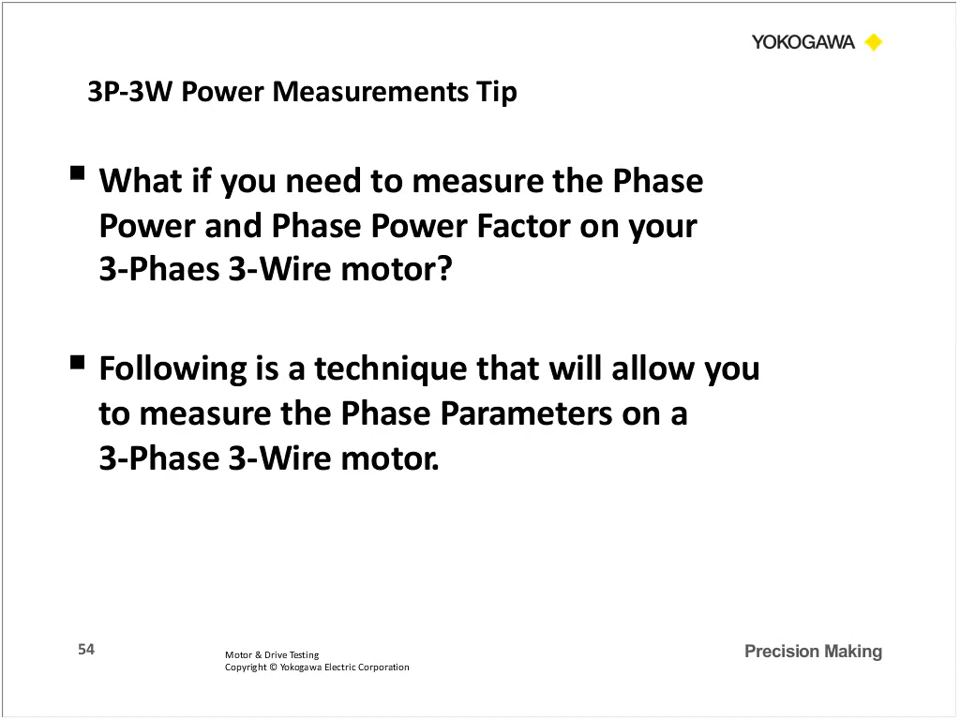 YOKOGAWA
3P-3W Power Measurements Tip
▪ What if you need to measure the Phase
Power and Phase Power Factor on your
3-Phaes 3-Wire motor?
▪ Following is a technique that will allow you
to measure the Phase Parameters on a
3-Phase 3-Wire motor.
54
Motor & Drive Testing
Copyright © Yokogawa Electric Corporation
Precision Making